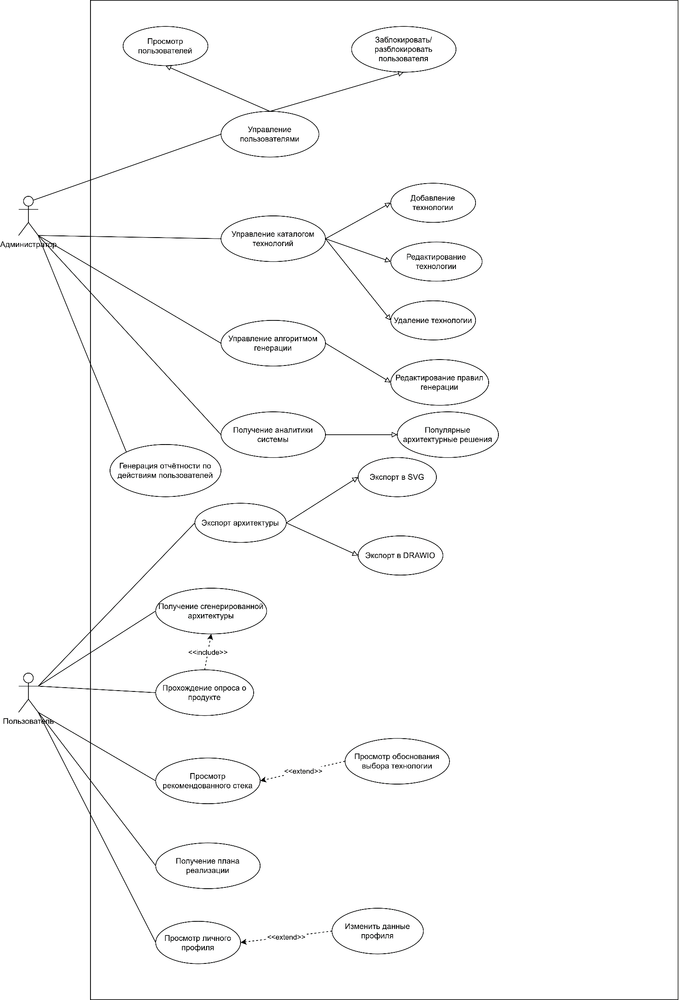 Просмотр
пользователей
Заблокировать/
разблокировать
пользователя
Управление
пользователями
Администратор
Управление каталогом
технологий
Добавление
технологии
Редактирование
технологии
Удаление технологии
Управление алгоритмом
генерации
Редактирование правил
генерации
Получение аналитики
системы
Популярные
архитектурные решения
Генерация отчётности по
действиям пользователей
Экспорт в SVG
Экспорт архитектуры
Экспорт в DRAWIO
Получение сгенерированной
архитектуры
<<include>>
Прохождение опроса о
продукте
Пользователь
Просмотр обоснования
выбора технологии
<<extend>>
Просмотр
рекомендованного стека
Получение плана
реализации
Изменить данные
профиля
<<extend>>
Просмотр личного
профиля